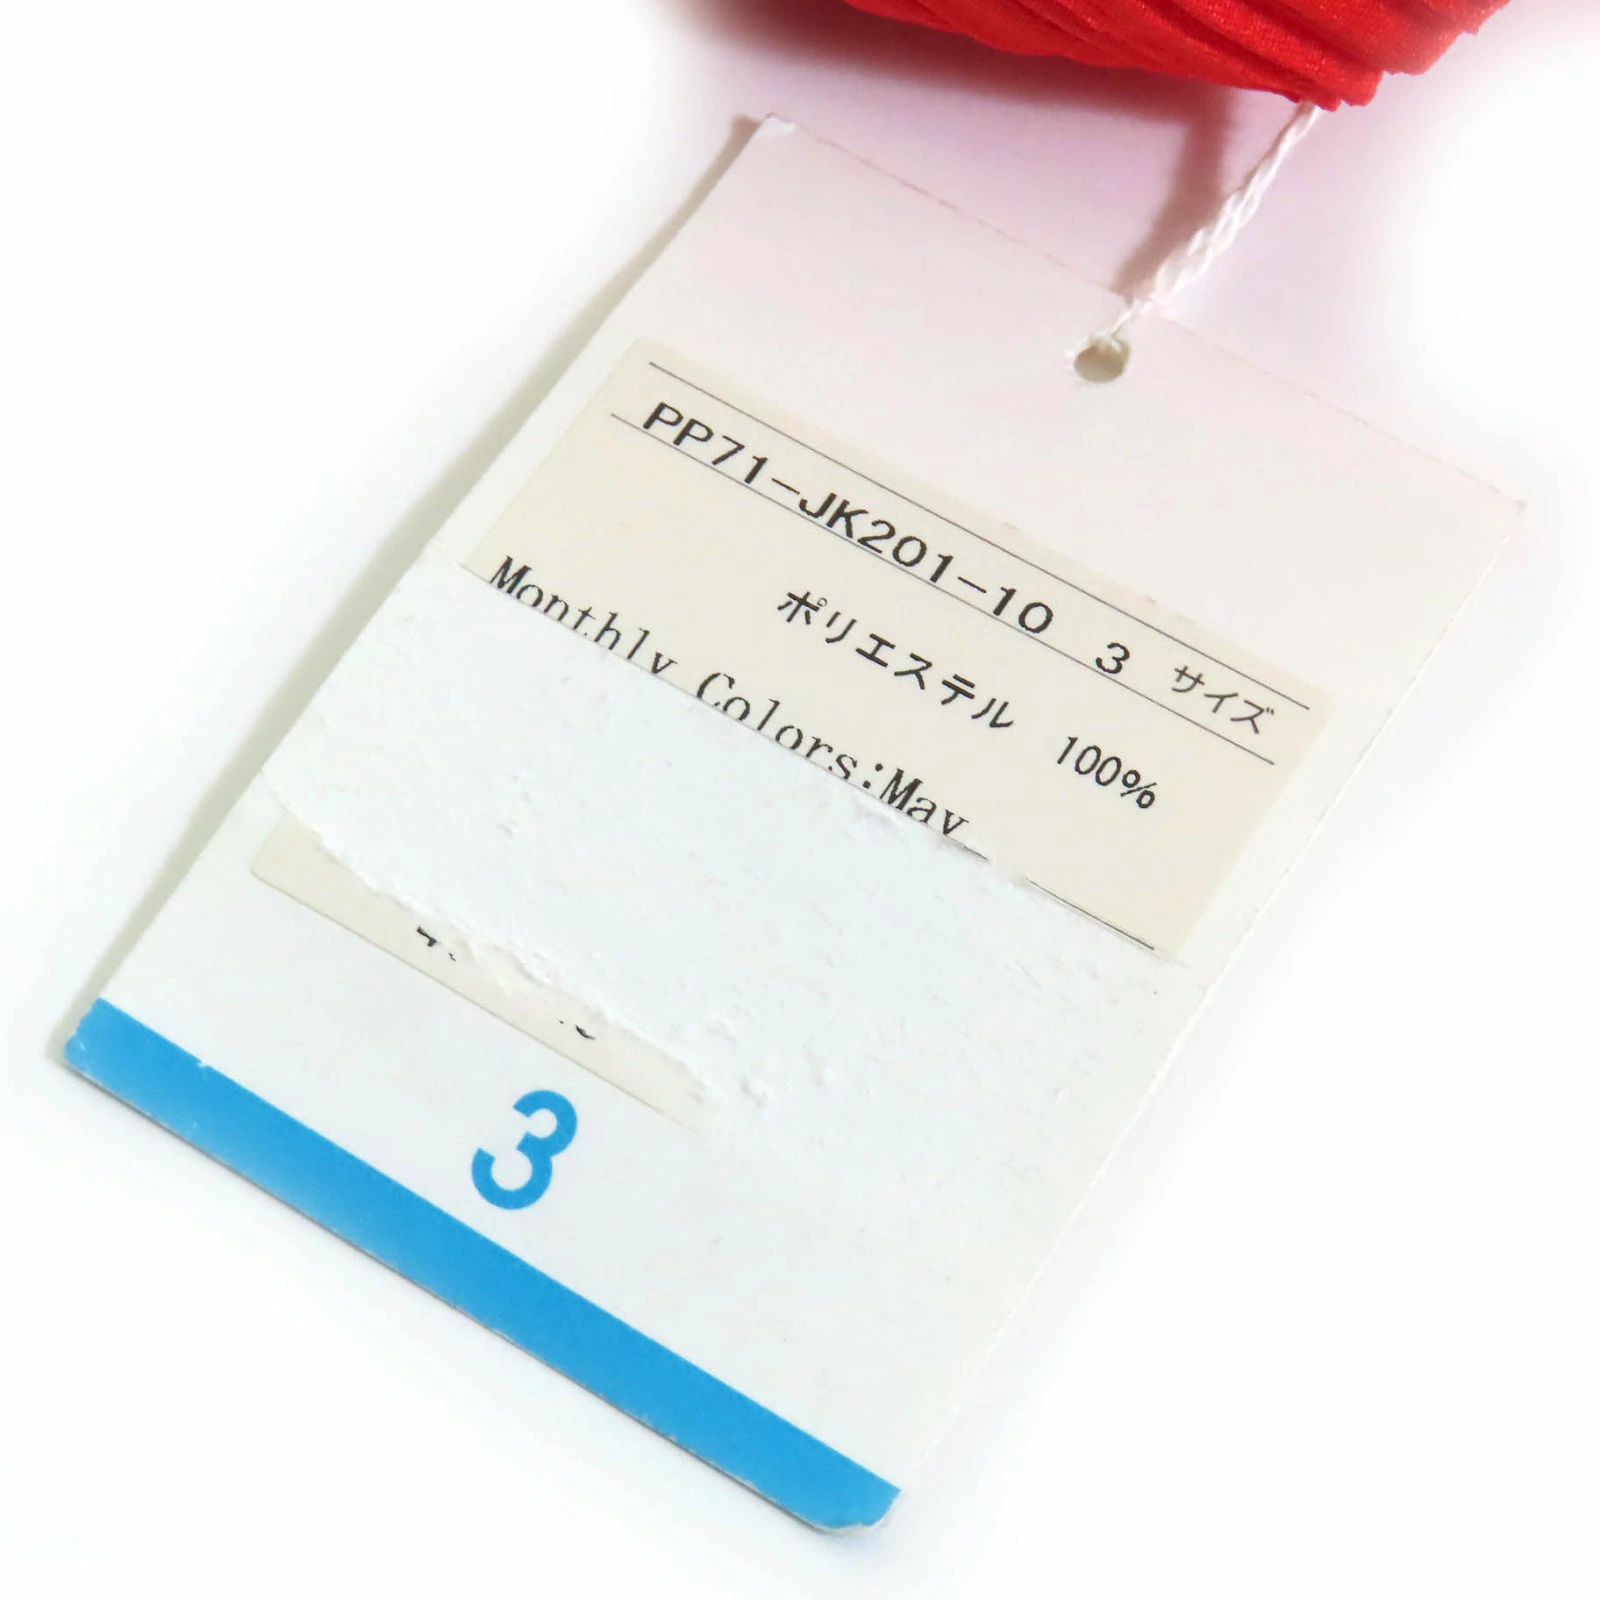 PP71-JK201-10 3 サイズ
ポリエステル 100%
Monthly Colors:May
3